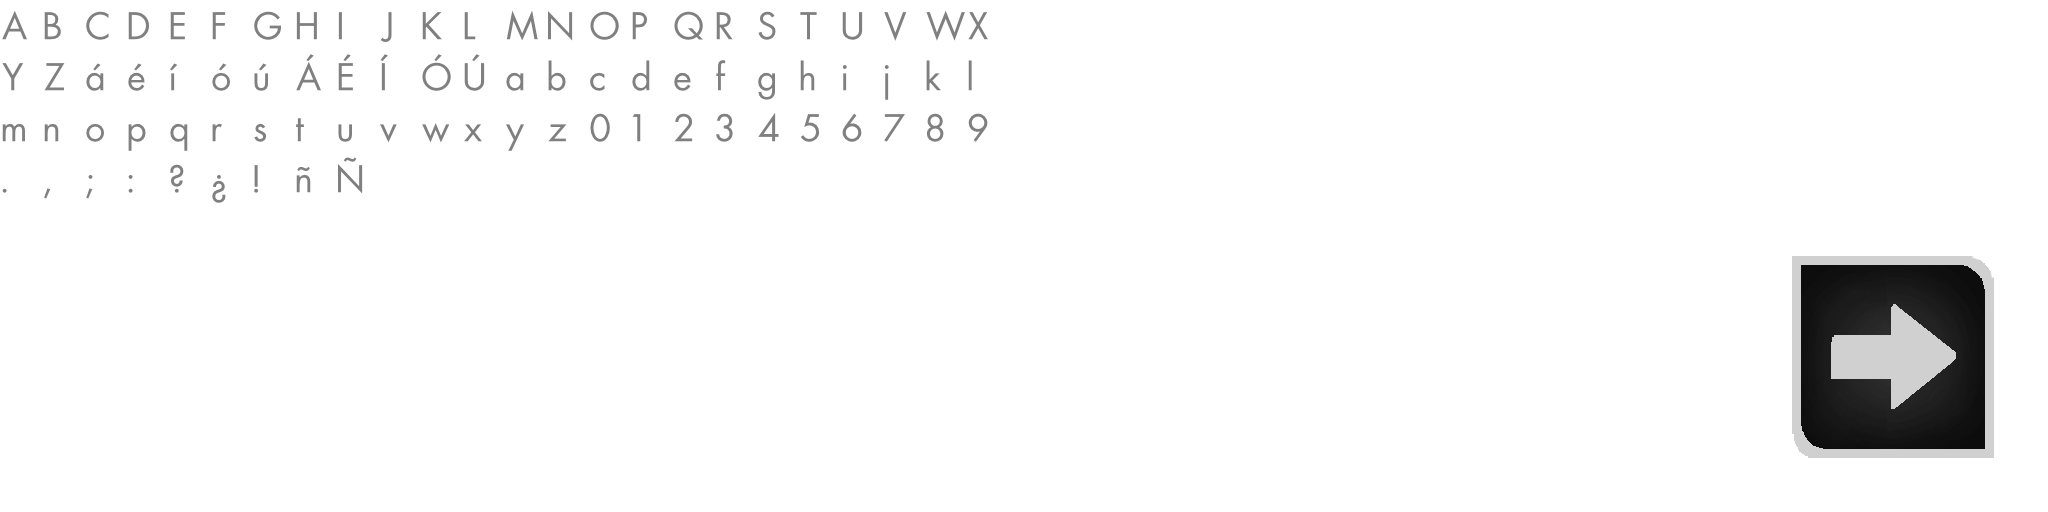 A B C D E F G H I J K L M N O P Q R S T U V W X
Y Z á é í ó ú Á É Í Ó Ú a b c d e f g h i j k l
m n o p q r s t u v w x y z 0 1 2 3 4 5 6 7 8 9
. , ; : ? ¿ ! ñ Ñ